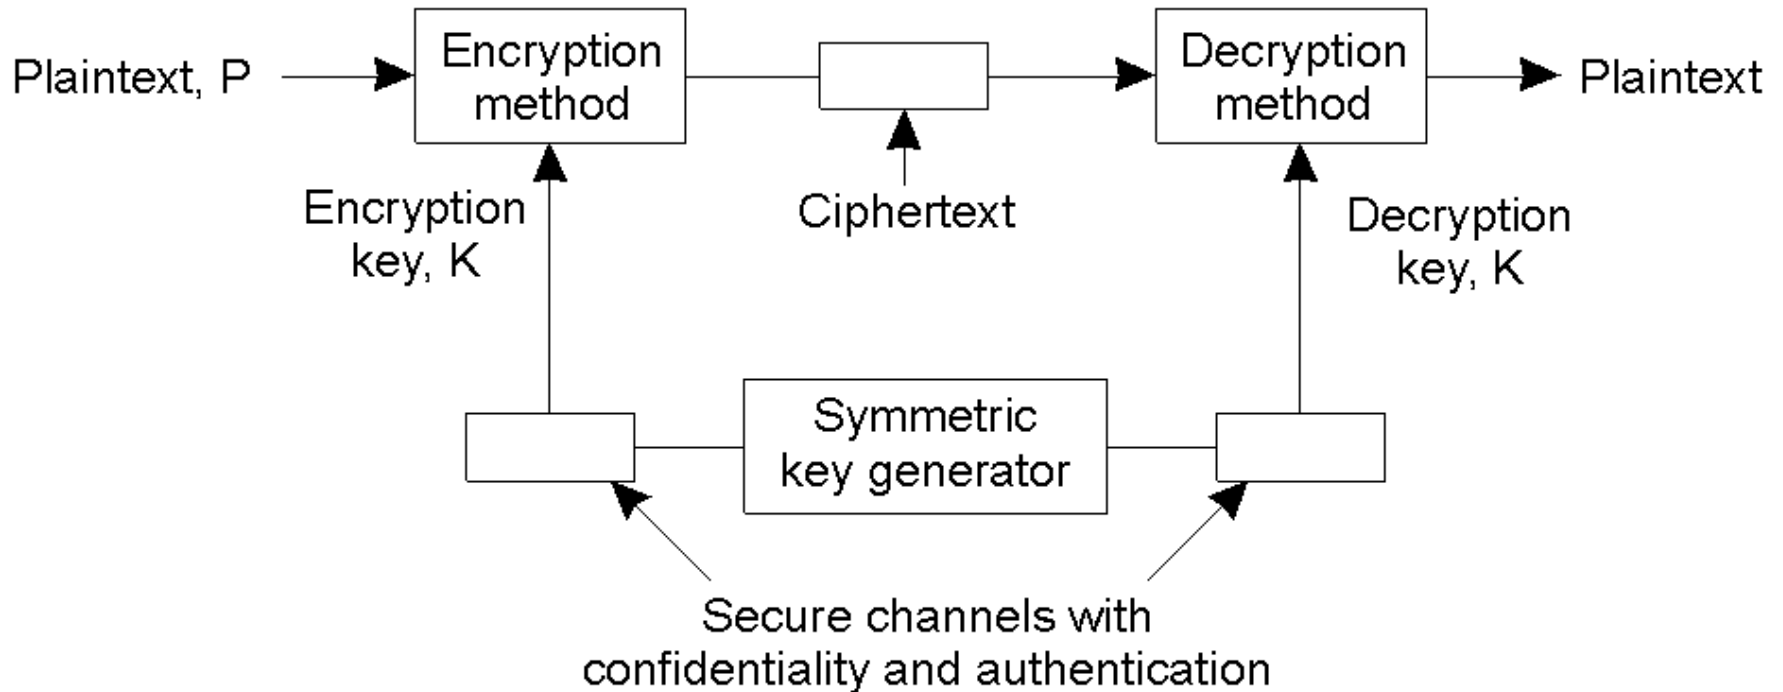 Plaintext, P
Encryption
method
Decryption
method
Plaintext
Encryption
key, K
Ciphertext
Decryption
key, K
Symmetric
key generator
Secure channels with
confidentiality and authentication